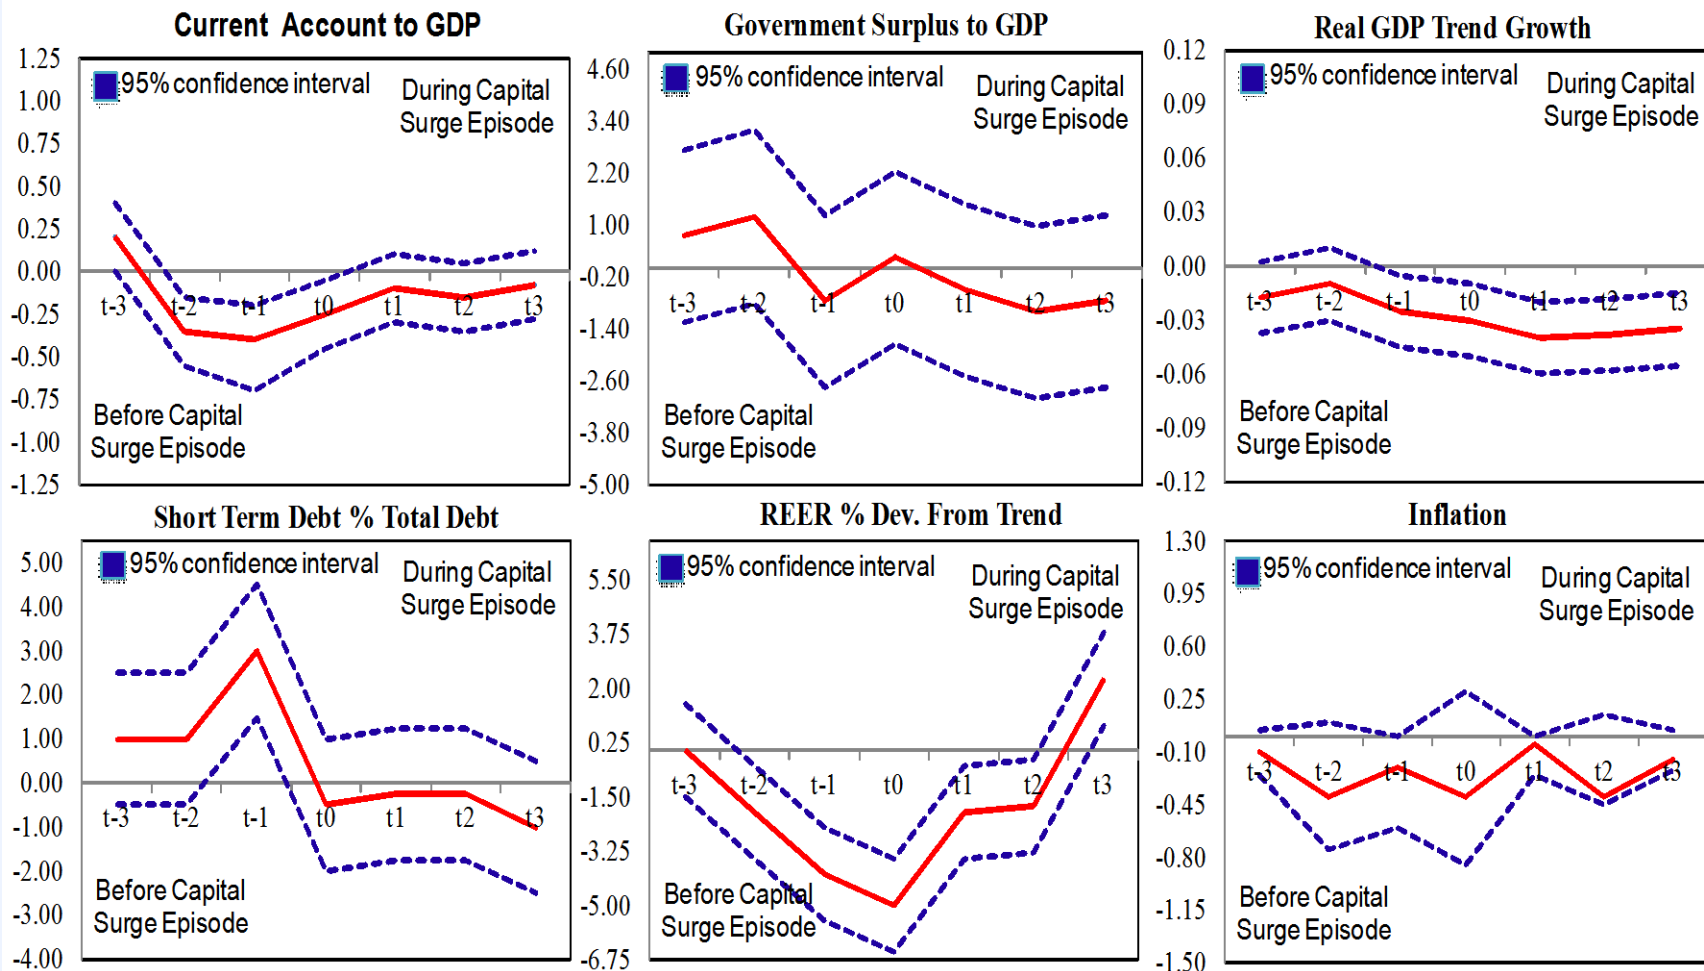 Current Account to GDP
1.25
1.00
0.75
0.50
0.25
0.00
-0.25
-0.50
-0.75
-1.00
-1.25
95% confidence interval
During Capital
Surge Episode
t-3 t-2 t-1 t0 t1 t2 t3
Before Capital
Surge Episode
Government Surplus to GDP
4.60
3.40
2.20
1.00
-0.20
-1.40
-2.60
-3.80
-5.00
95% confidence interval
During Capital
Surge Episode
t-3 t-2 t-1 t0 t1 t2 t3
Before Capital
Surge Episode
Real GDP Trend Growth
0.12
0.09
0.06
0.03
0.00
-0.03
-0.06
-0.09
-0.12
95% confidence interval
During Capital
Surge Episode
t-3 t-2 t-1 t0 t1 t2 t3
Before Capital
Surge Episode
Short Term Debt % Total Debt
5.00
4.00
3.00
2.00
1.00
0.00
-1.00
-2.00
-3.00
-4.00
95% confidence interval
During Capital
Surge Episode
t-3 t-2 t-1 t0 t1 t2 t3
Before Capital
Surge Episode
REER % Dev. From Trend
5.50
3.75
2.00
0.25
-1.50
-3.25
-5.00
-6.75
95% confidence interval
During Capital
Surge Episode
t-3 t-2 t-1 t0 t1 t2 t3
Before Capital
Surge Episode
Inflation
1.30
0.95
0.60
0.25
-0.10
-0.45
-0.80
-1.15
-1.50
95% confidence interval
During Capital
Surge Episode
t-3 t-2 t-1 t0 t1 t2 t3
Before Capital
Surge Episode